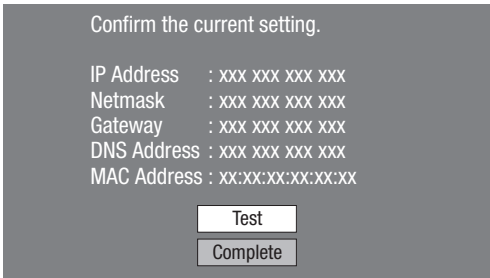 Confirm the current setting.
IP Address : xxx xxx xxx xxx
Netmask : xxx xxx xxx xxx
Gateway : xxx xxx xxx xxx
DNS Address : xxx xxx xxx xxx
MAC Address : xx:xx:xx:xx:xx:xx
Test
Complete